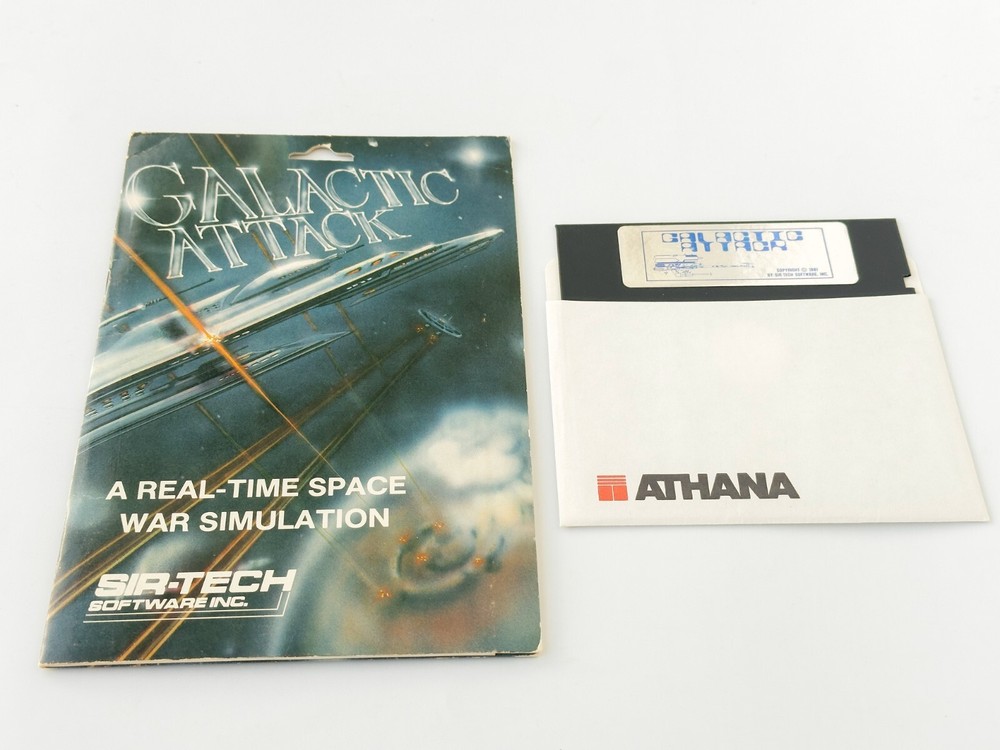 GALACTIC
ATTACK
A REAL-TIME SPACE
WAR SIMULATION
SIR-TECH
SOFTWARE INC.
GALACTIC
ATTACK
ATHANA